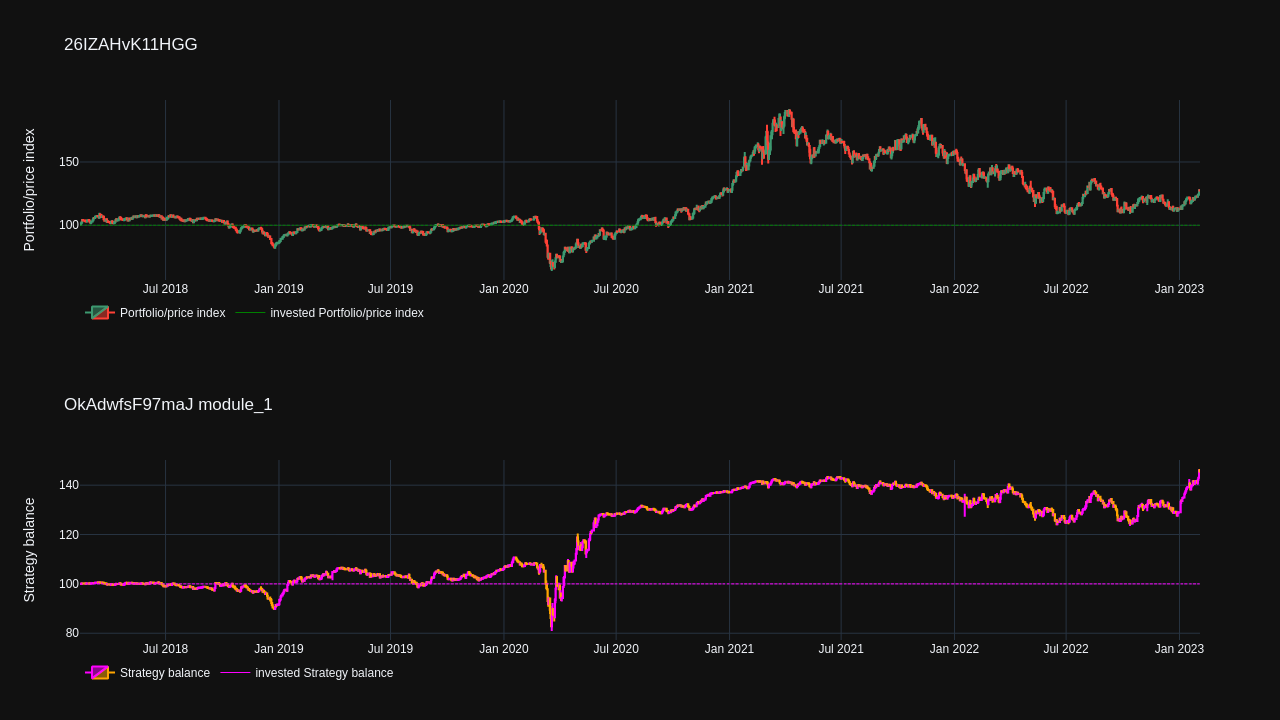 26IZAHvK11HGG
Portfolio/price index
150
100
Jul 2018 Jan 2019 Jul 2019 Jan 2020 Jul 2020 Jan 2021 Jul 2021 Jan 2022 Jul 2022 Jan 2023
Portfolio/price index invested Portfolio/price index
OkAdwfsF97maJ module_1
Strategy balance
140
120
100
80
Jul 2018 Jan 2019 Jul 2019 Jan 2020 Jul 2020 Jan 2021 Jul 2021 Jan 2022 Jul 2022 Jan 2023
Strategy balance invested Strategy balance